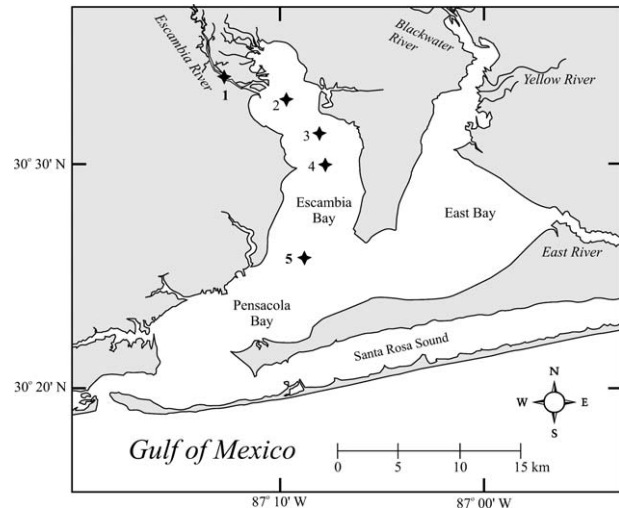 Escambia
River
Blackwater
River
Yellow River
1
2
3
4
30° 30' N
Escambia
Bay
East Bay
5
East River
Pensacola
Bay
Santa Rosa Sound
30° 20' N
N
W E
S
Gulf of Mexico
0 5 10 15 km
87° 10' W 87° 00' W